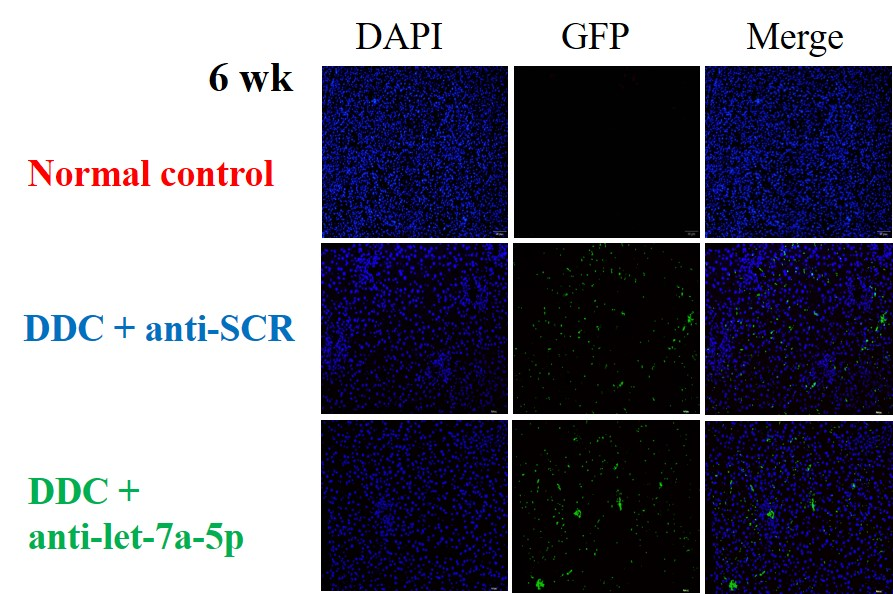 DAPI GFP Merge
6 wk
Normal control
DDC + anti-SCR
DDC +
anti-let-7a-5p